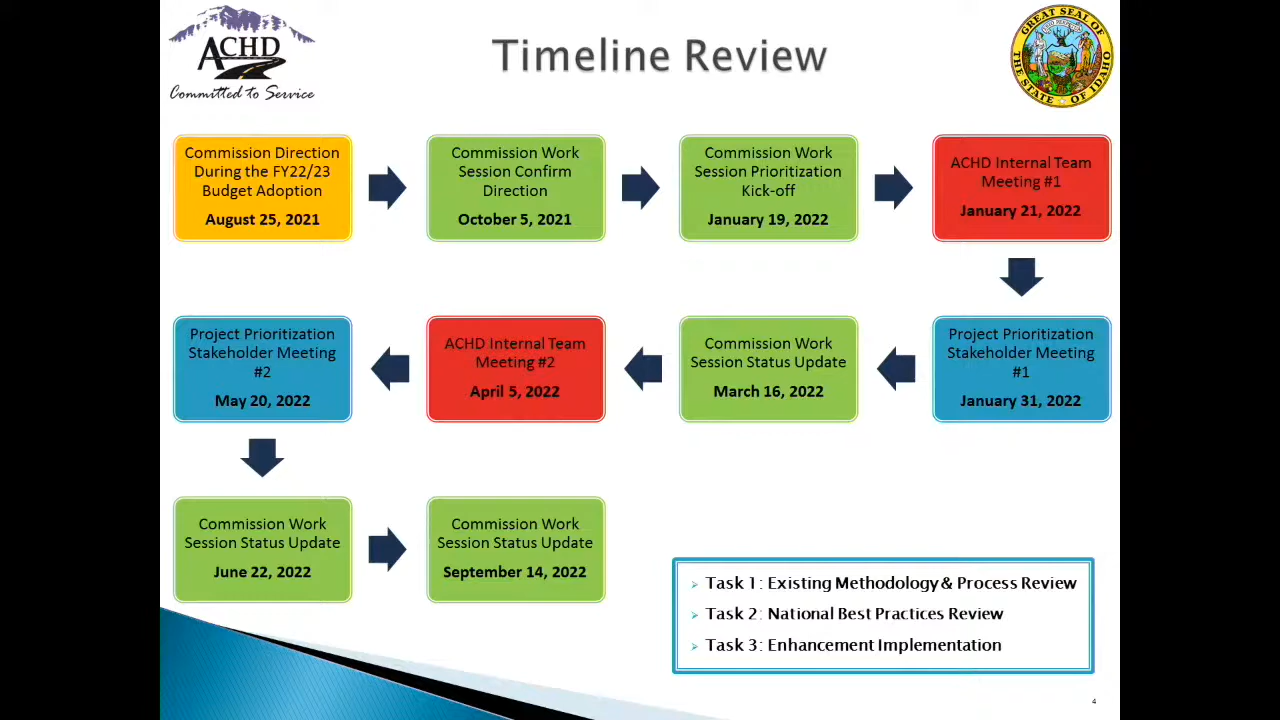 ACHD
Committed to Service
Timeline Review
GREAT SEAL OF
THE STATE OF IDAHO
Commission Direction
During the FY22/23
Budget Adoption
August 25, 2021
Commission Work
Session Confirm
Direction
October 5, 2021
Commission Work
Session Prioritization
Kick-off
January 19, 2022
ACHD Internal Team
Meeting #1
January 21, 2022
Project Prioritization
Stakeholder Meeting
#1
January 31, 2022
Commission Work
Session Status Update
March 16, 2022
ACHD Internal Team
Meeting #2
April 5, 2022
Project Prioritization
Stakeholder Meeting
#2
May 20, 2022
Commission Work
Session Status Update
June 22, 2022
Commission Work
Session Status Update
September 14, 2022
Task 1: Existing Methodology & Process Review
Task 2: National Best Practices Review
Task 3: Enhancement Implementation
4